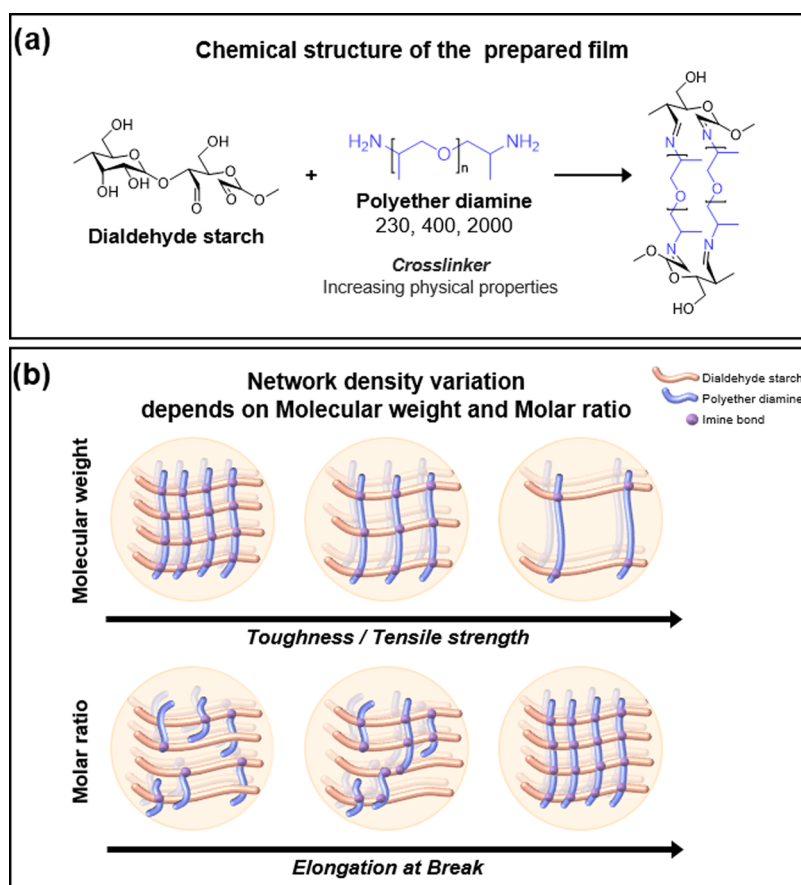 (a)
Chemical structure of the prepared film
OH
O
OH
OH
OH
O
OH
O
O
O
Dialdehyde starch
+
H₂N
O
n
NH₂
Polyether diamine
230, 400, 2000
Crosslinker
Increasing physical properties
HO
O
O
N
N
O
O
N
N
O
O
HO
(b)
Network density variation
depends on Molecular weight and Molar ratio
Dialdehyde starch
Polyether diamine
Imine bond
Molecular weight
Toughness / Tensile strength
Molar ratio
Elongation at Break